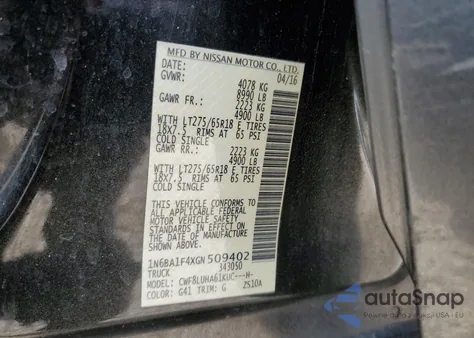 MFD BY NISSAN MOTOR CO., LTD.
DATE: 04/16
GVWR: 4078 KG
8990 LB
GAWR FR.: 2223 KG
4900 LB
WITH LT275/65R18 E TIRES
18X7.5 RIMS AT 65 PSI
COLD SINGLE
GAWR RR.: 2223 KG
4900 LB
WITH LT275/65R18 E TIRES
18X7.5 RIMS AT 65 PSI
COLD SINGLE
THIS VEHICLE CONFORMS TO
ALL APPLICABLE FEDERAL
MOTOR VEHICLE SAFETY
STANDARDS IN EFFECT ON THE
DATE OF MANUFACTURE SHOWN
ABOVE.
1N6BA1F4XGN509402
TRUCK 343050
MODEL: CWF8LUHA61KUC---H-
COLOR: G41 TRIM: G ZS10A
autoSnap